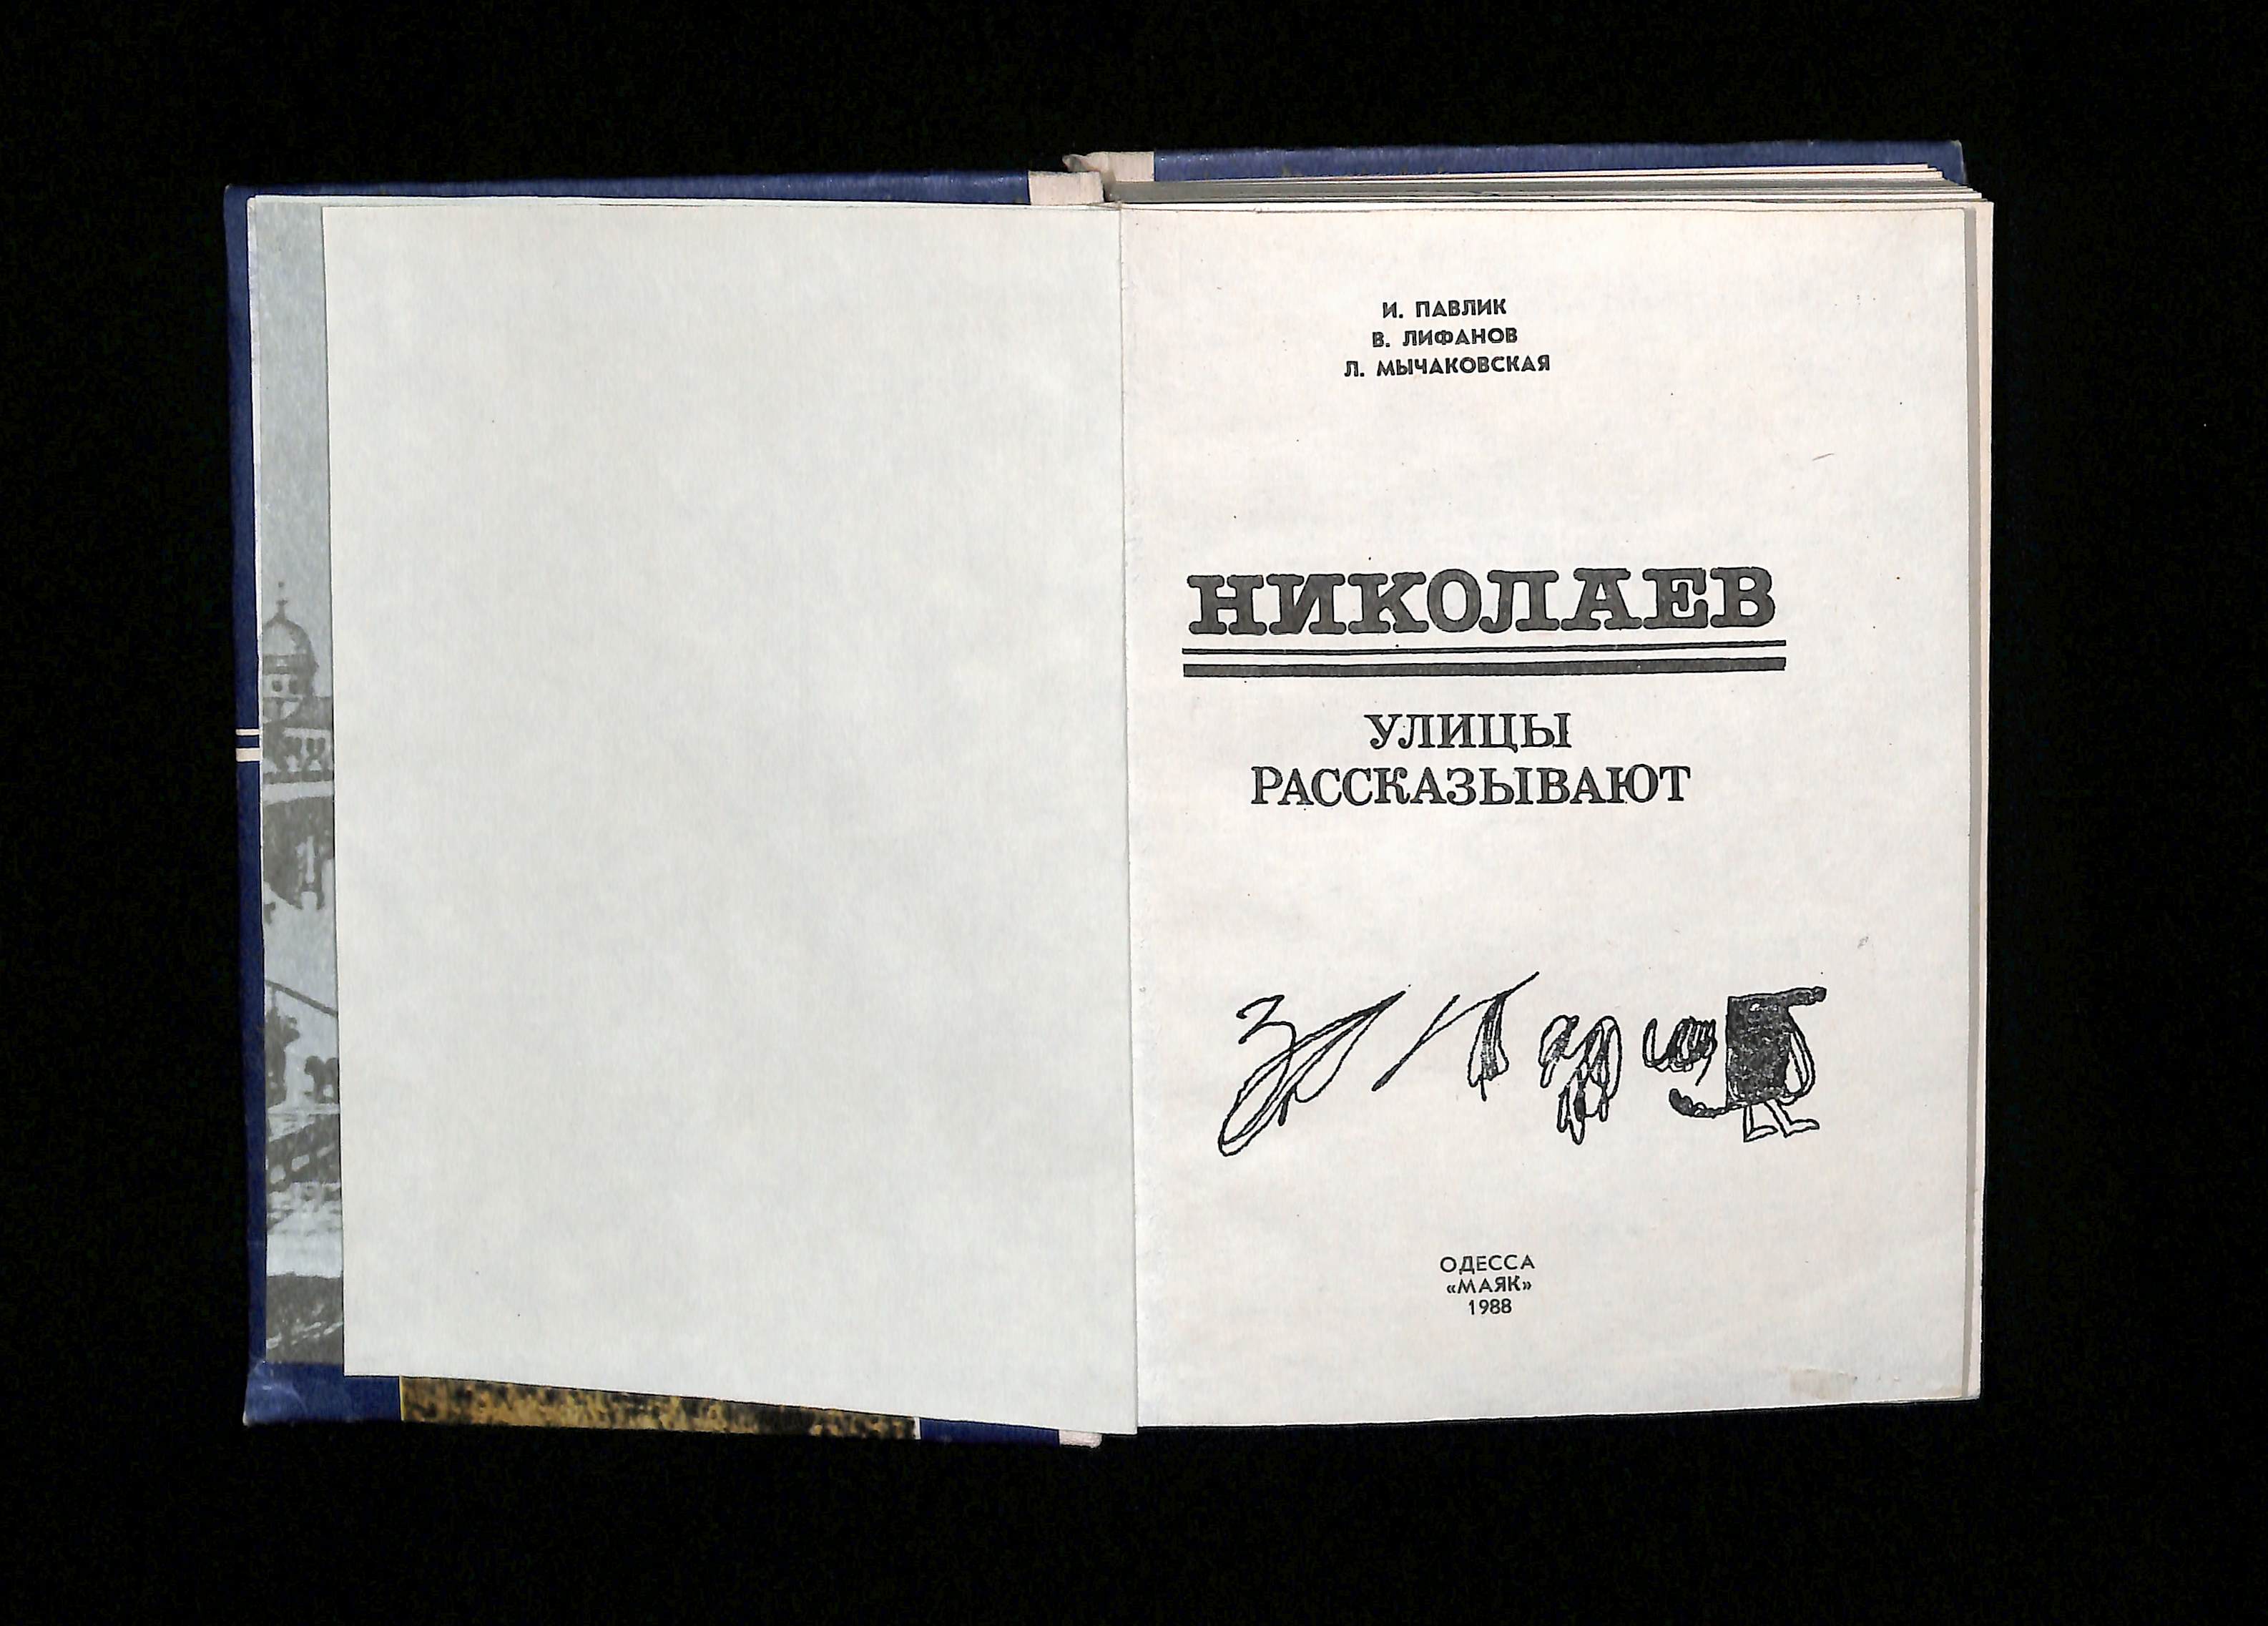 И. ПАВЛИК
В. ЛИФАНОВ
Л. МЫЧАКОВСКАЯ
НИКОЛАЕВ
УЛИЦЫ
РАССКАЗЫВАЮТ
ОДЕССА
«МАЯК»
1988